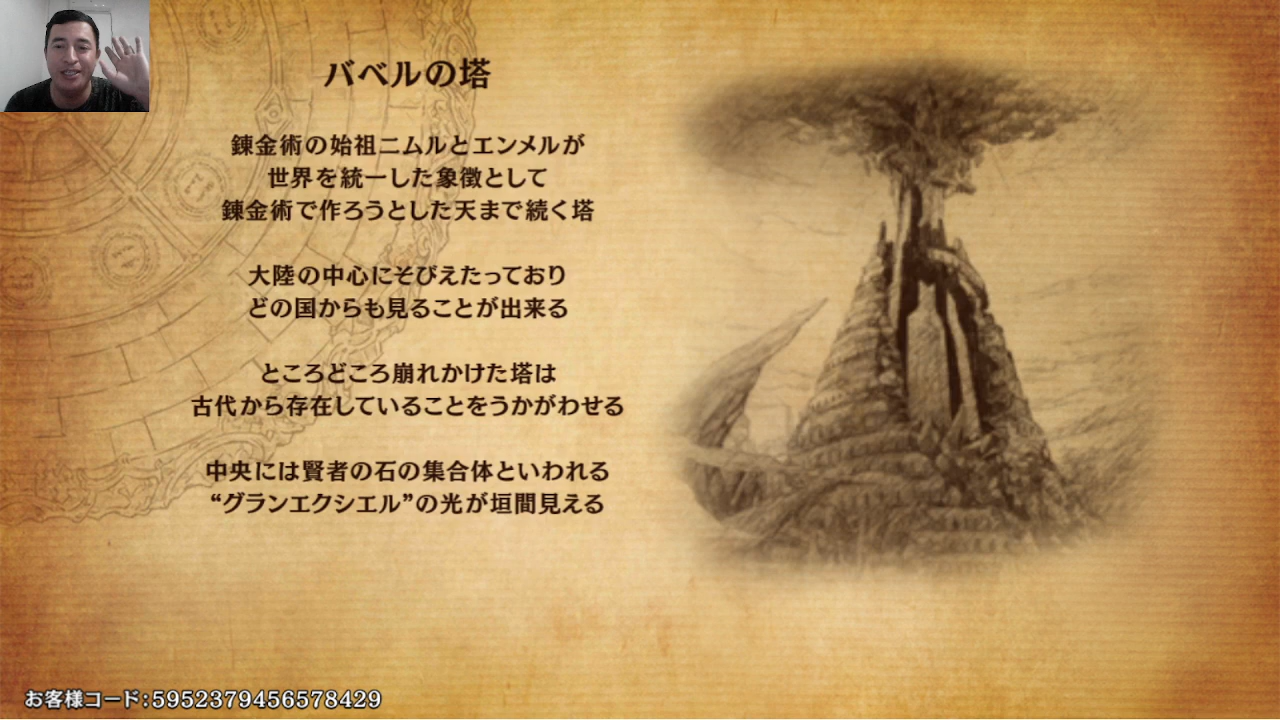 バベルの塔
錬金術の始祖ニムルとエンメルが
世界を統一した象徴として
錬金術で作ろうとした天まで続く塔
大陸の中心にそびえたっており
どの国からも見ることが出来る
ところどころ崩れかけた塔は
古代から存在していることをうかがわせる
中央には賢者の石の集合体といわれる
“グランエクシエル”の光が垣間見える
お客様コード:5952379456578429